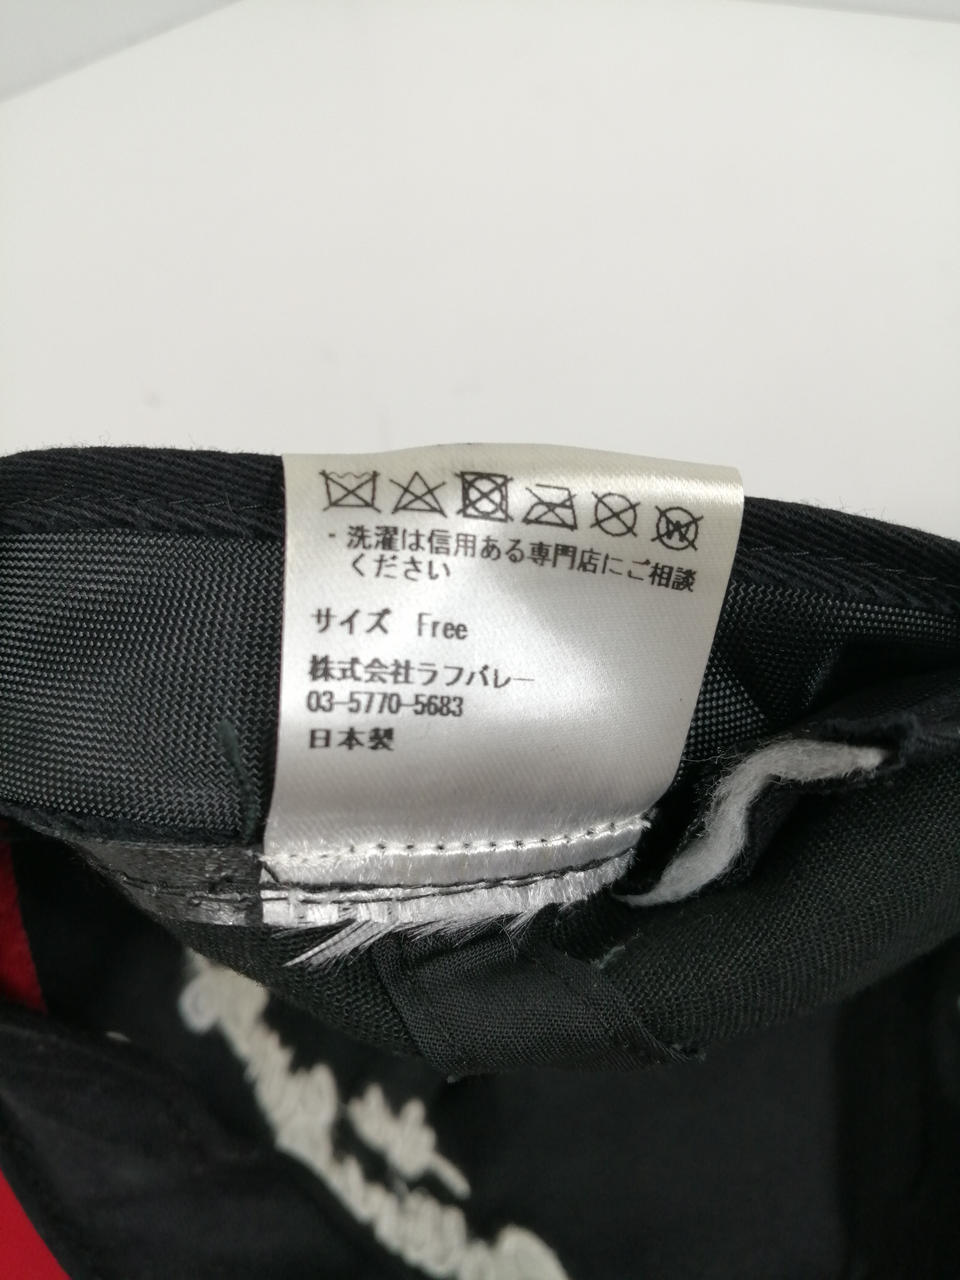 ・洗濯は信用ある専門店にご相談
ください
サイズ Free
株式会社ラフバレー
03-5770-5683
日本製